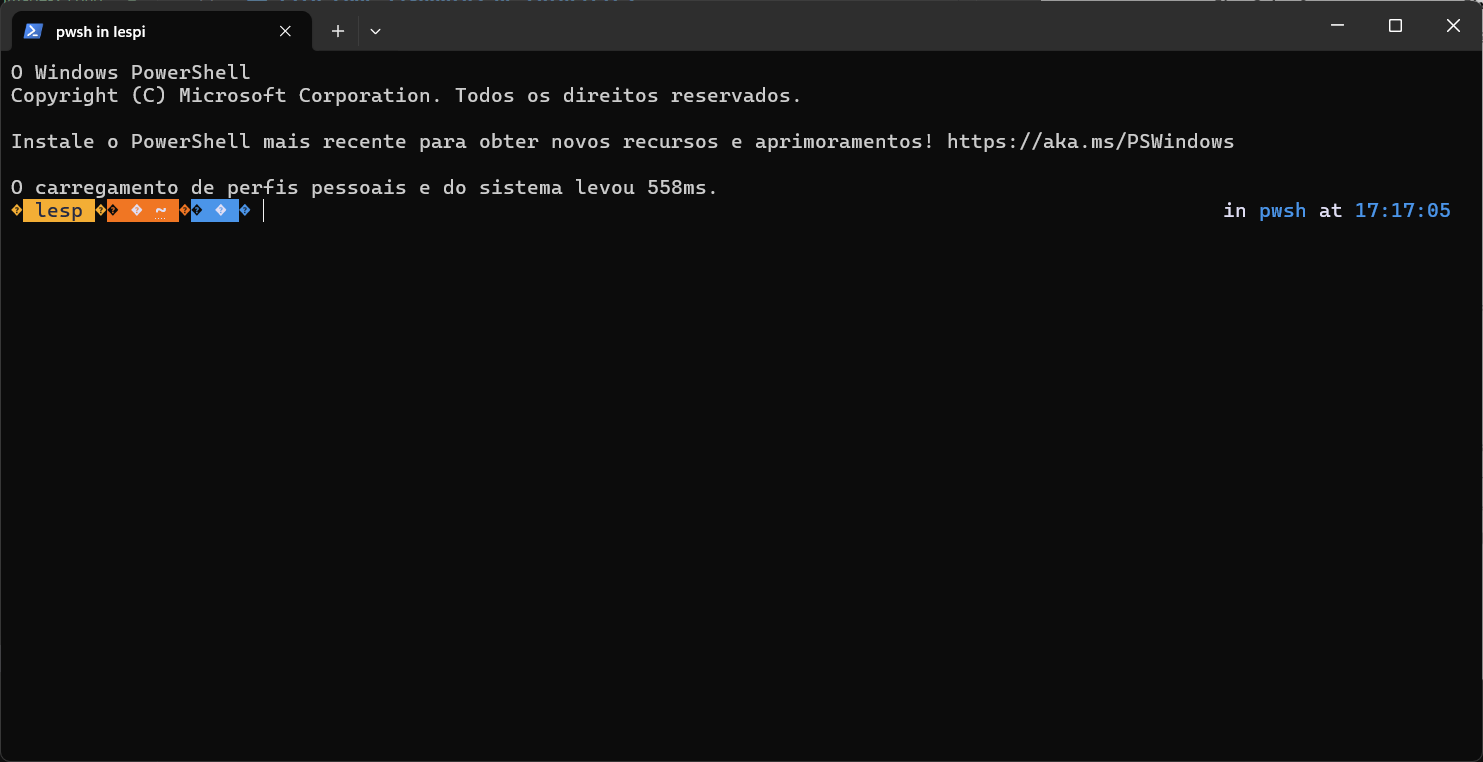 pwsh in lespi
O Windows PowerShell
Copyright (C) Microsoft Corporation. Todos os direitos reservados.
Instale o PowerShell mais recente para obter novos recursos e aprimoramentos! https://aka.ms/PSWindows
O carregamento de perfis pessoais e do sistema levou 558ms.
� lesp �� � ~ �� � � in pwsh at 17:17:05